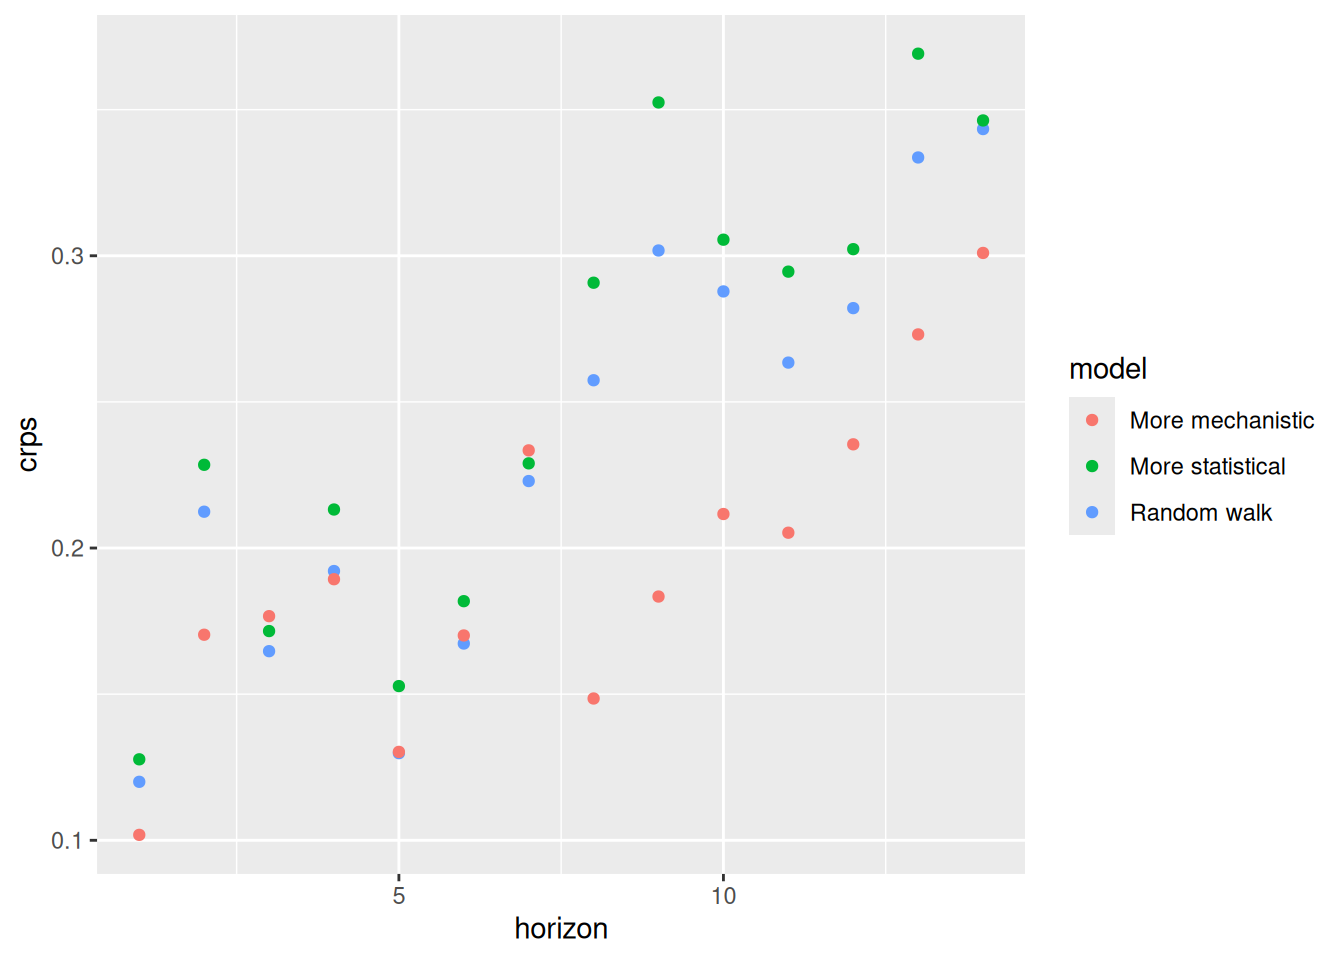 crps
0.3
0.2
0.1
5
10
horizon
model
More mechanistic
More statistical
Random walk